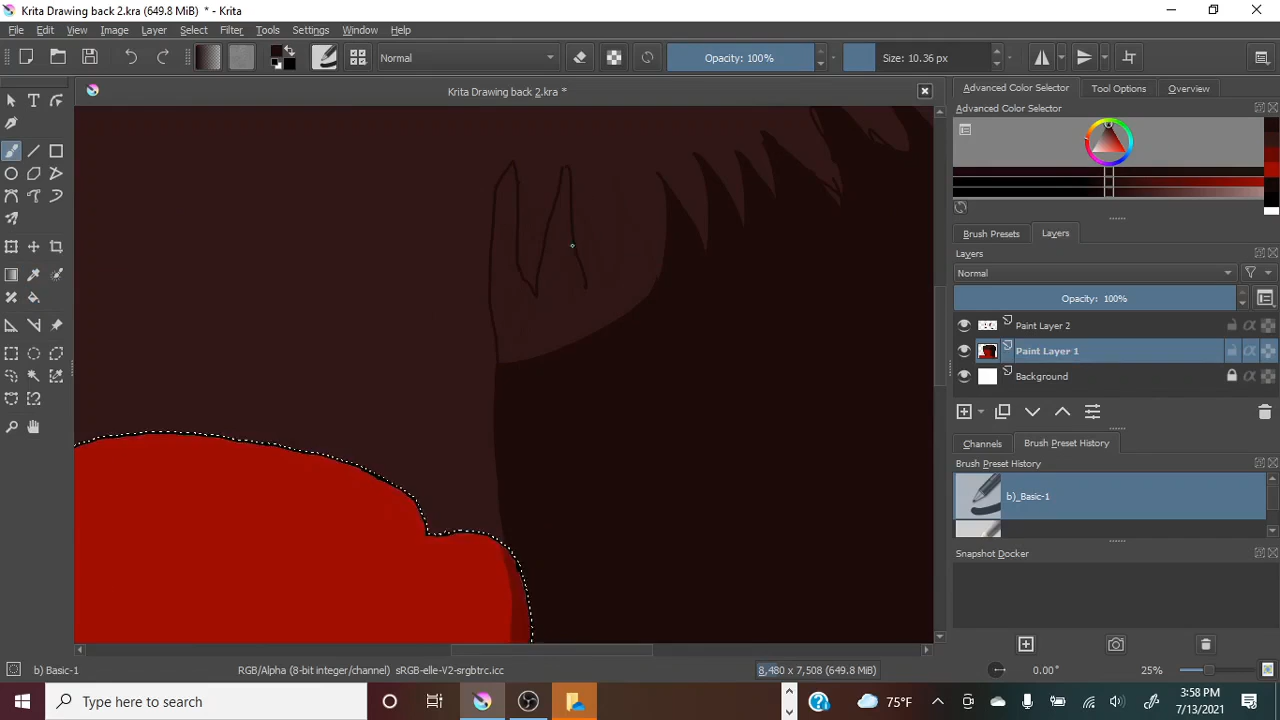 Krita Drawing back 2.kra (649.8 MiB)  * - Krita
File Edit View Image Layer Select Filter Tools Settings Window Help
Normal
Opacity: 100%
Size: 10.36 px
Krita Drawing back 2.kra *
Advanced Color Selector
Tool Options
Overview
Advanced Color Selector
Brush Presets
Layers
Layers
Normal
Opacity:  100%
Paint Layer 2
Paint Layer 1
Background
Channels
Brush Preset History
Brush Preset History
b)_Basic-1
Snapshot Docker
b) Basic-1
RGB/Alpha (8-bit integer/channel)  sRGB-elle-V2-srgbtrc.icc
8,480 x 7,508 (649.8 MiB)
0.00°
25%
Type here to search
75°F
3:58 PM
7/13/2021